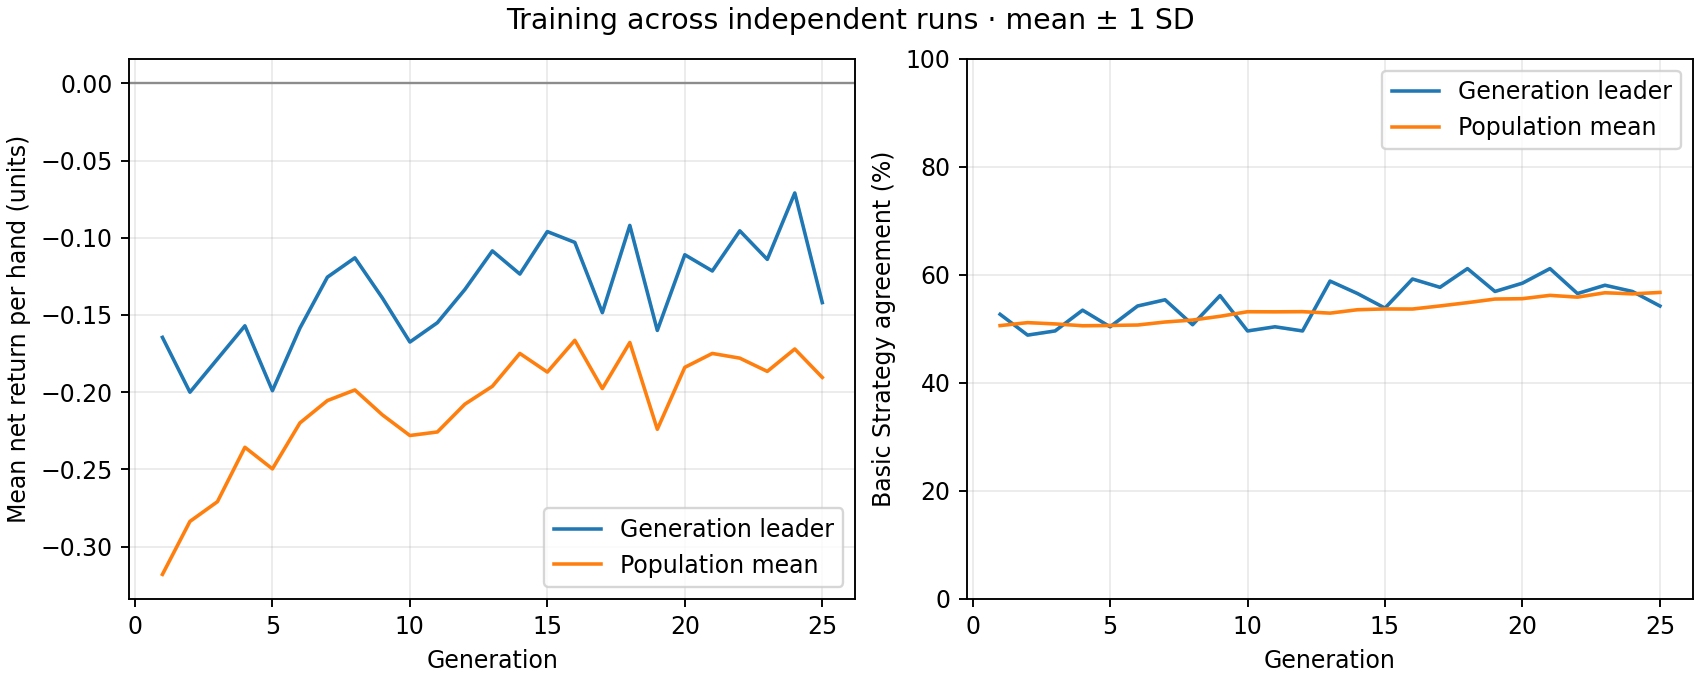 Training across independent runs · mean ± 1 SD
Mean net return per hand (units)
0.00
−0.05
−0.10
−0.15
−0.20
−0.25
−0.30
Generation leader
Population mean
0 5 10 15 20 25
Generation
Basic Strategy agreement (%)
100
80
60
40
20
0
Generation leader
Population mean
0 5 10 15 20 25
Generation